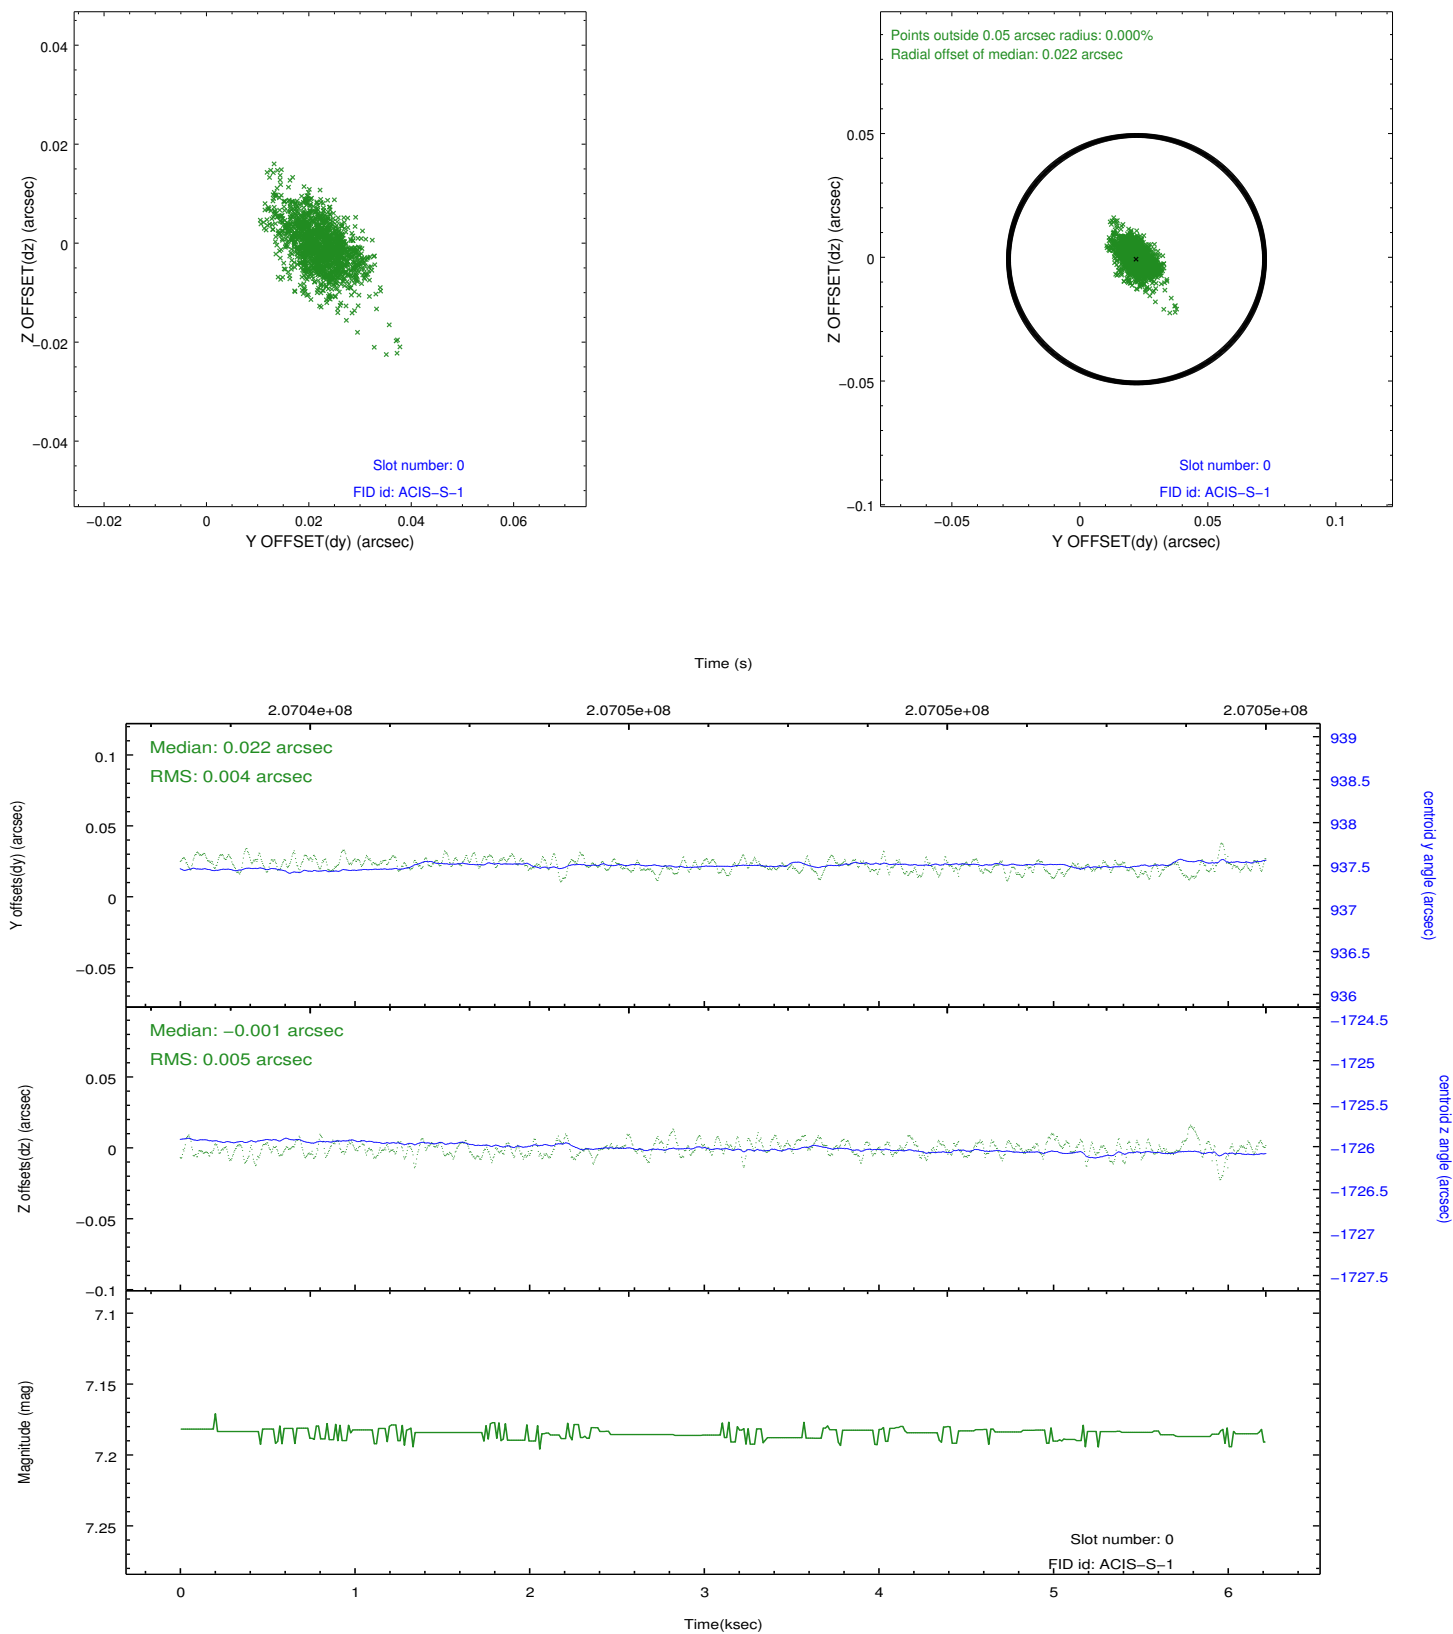 0.04
0.02
0
−0.02
−0.04
Z OFFSET(dz) (arcsec)
Slot number: 0
FID id: ACIS−S−1
−0.02
0
0.02
0.04
0.06
Y OFFSET(dy) (arcsec)
Points outside 0.05 arcsec radius: 0.000%
Radial offset of median: 0.022 arcsec
0.05
0
−0.05
−0.1
Z OFFSET(dz) (arcsec)
Slot number: 0
FID id: ACIS−S−1
−0.05
0
0.05
0.1
Y OFFSET(dy) (arcsec)
Time (s)
2.0704e+08
2.0705e+08
2.0705e+08
2.0705e+08
Median: 0.022 arcsec
RMS: 0.004 arcsec
0.1
0.05
0
−0.05
Y offsets(dy) (arcsec)
939
938.5
938
937.5
937
936.5
936
centroid y angle (arcsec)
Median: −0.001 arcsec
RMS: 0.005 arcsec
0.05
0
−0.05
−0.1
Z offsets(dz) (arcsec)
−1724.5
−1725
−1725.5
−1726
−1726.5
−1727
−1727.5
centroid z angle (arcsec)
7.1
7.15
7.2
7.25
Magnitude (mag)
Slot number: 0
FID id: ACIS−S−1
0
1
2
3
4
5
6
Time(ksec)